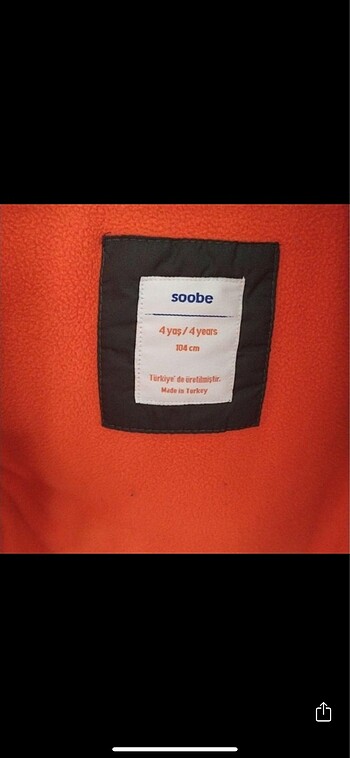 soobe
4 yaş / 4 years
104 cm
Türkiye' de üretilmiştir.
Made in Turkey